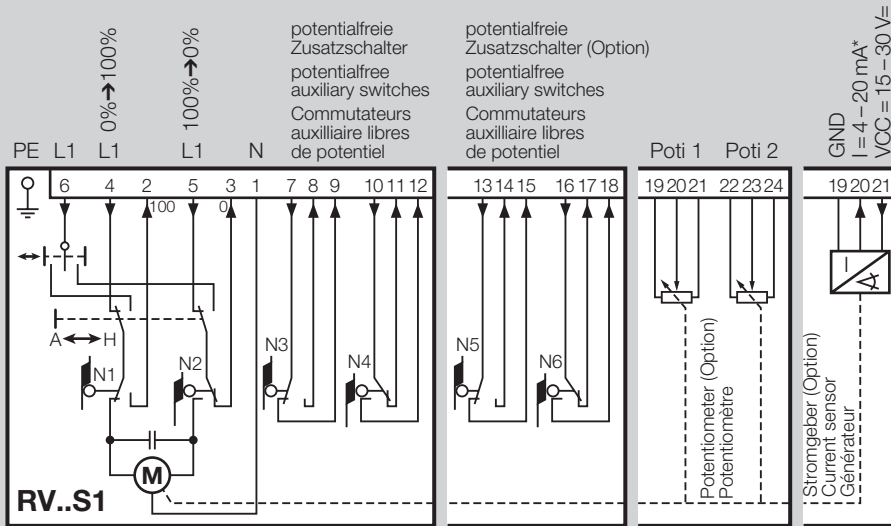 potentialfreie
Zusatzschalter
potentialfree
auxiliary switches
Commutateurs
auxilliaire libres
de potentiel
potentialfreie
Zusatzschalter (Option)
potentialfree
auxiliary switches
Commutateurs
auxilliaire libres
de potentiel
0%➔100%
100%➔0%
PE L1 L1 L1 N
Poti 1 Poti 2
GND
I = 4 – 20 mA*
VCC = 15 – 30 V=
6 4 2 5 3 1 7 8 9 10 11 12
13 14 15 16 17 18
19 20 21 22 23 24
19 20 21
100 0
A H
N1 N2 N3 N4 N5 N6
M
I
A
RV..S1
Potentiometer (Option)
Potentiomètre
Stromgeber (Option)
Current sensor
Générateur